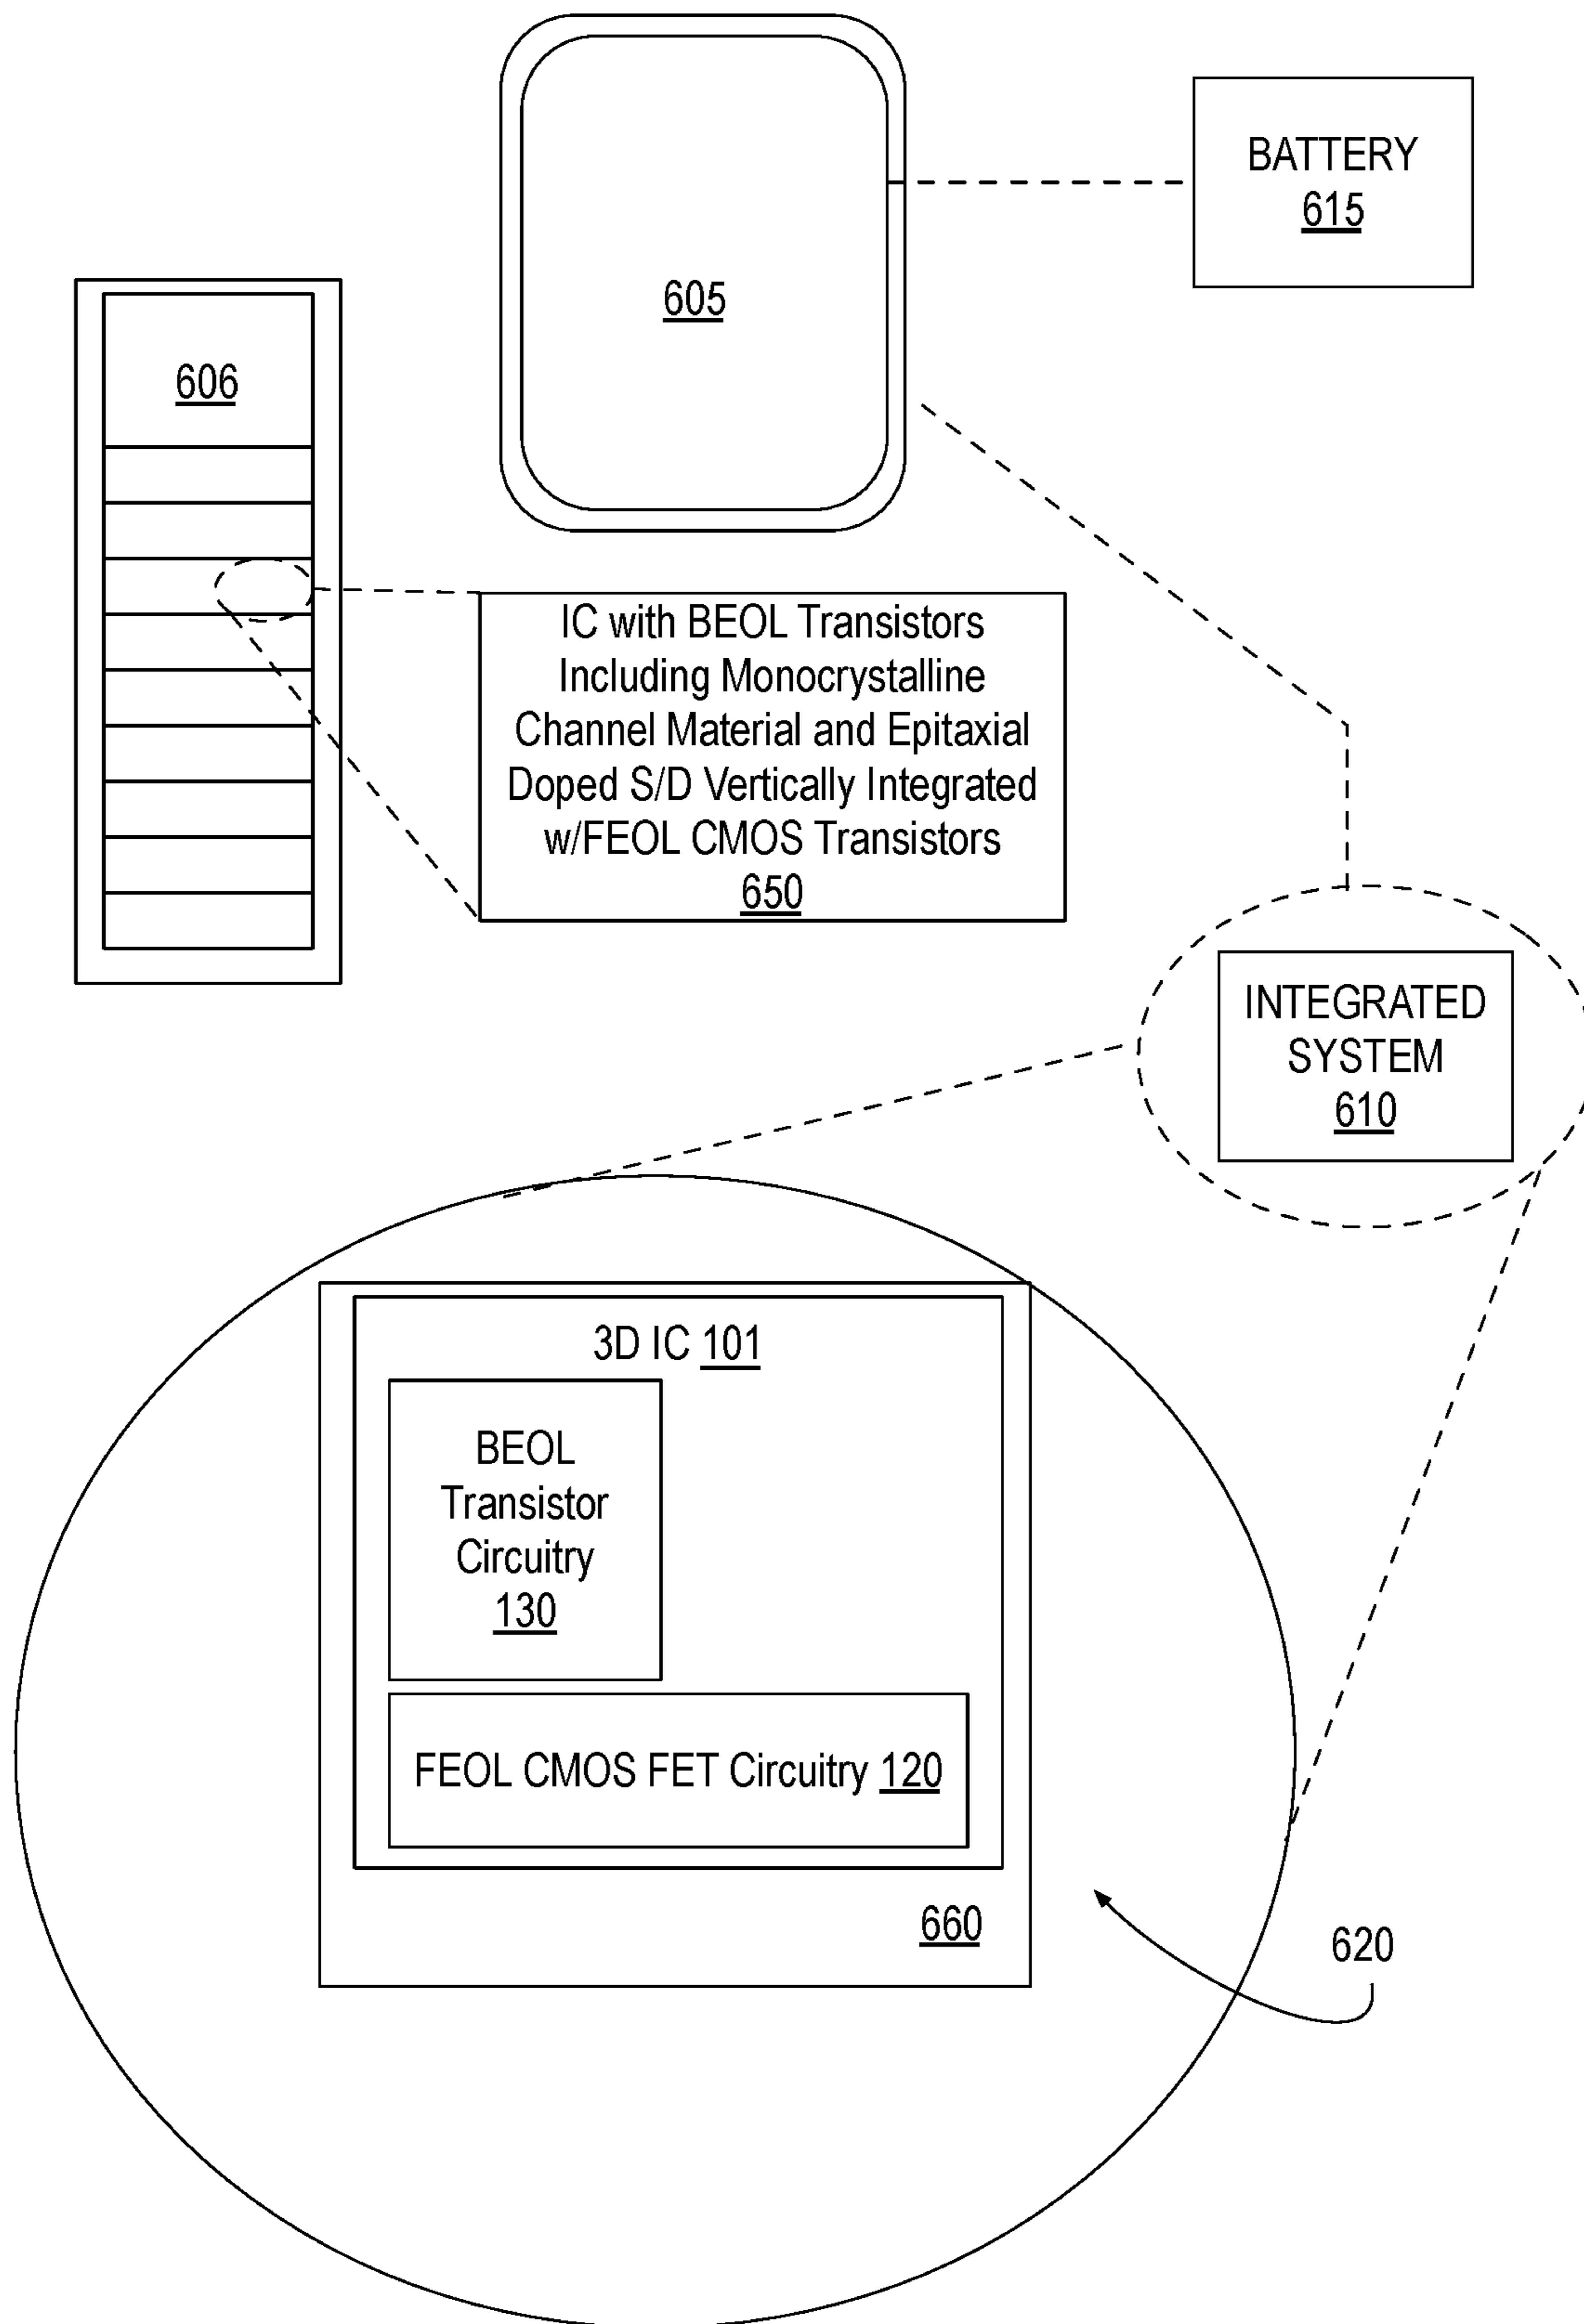 BATTERY
615
605
606
IC with BEOL Transistors
Including Monocrystalline
Channel Material and Epitaxial
Doped S/D Vertically Integrated
w/FEOL CMOS Transistors
650
INTEGRATED
SYSTEM
610
3D IC 101
BEOL
Transistor
Circuitry
130
FEOL CMOS FET Circuitry 120
660
620